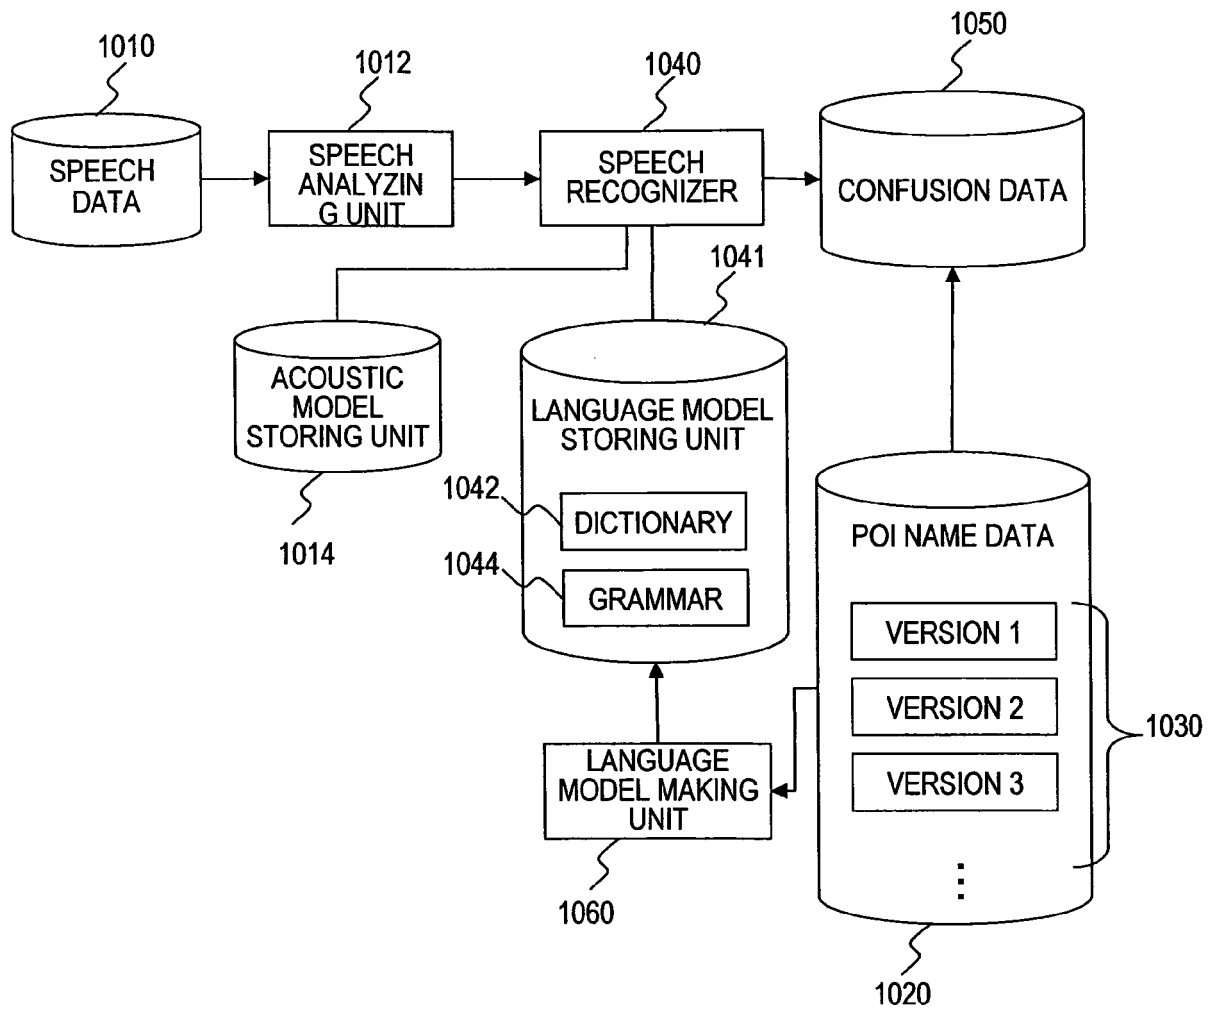 1010
1012
1040
1050
SPEECH
DATA
SPEECH
ANALYZIN
G UNIT
SPEECH
RECOGNIZER
CONFUSION DATA
1041
ACOUSTIC
MODEL
STORING UNIT
1014
LANGUAGE MODEL
STORING UNIT
1042
DICTIONARY
1044
GRAMMAR
POI NAME DATA
VERSION 1
VERSION 2
VERSION 3
1030
LANGUAGE
MODEL MAKING
UNIT
1060
1020